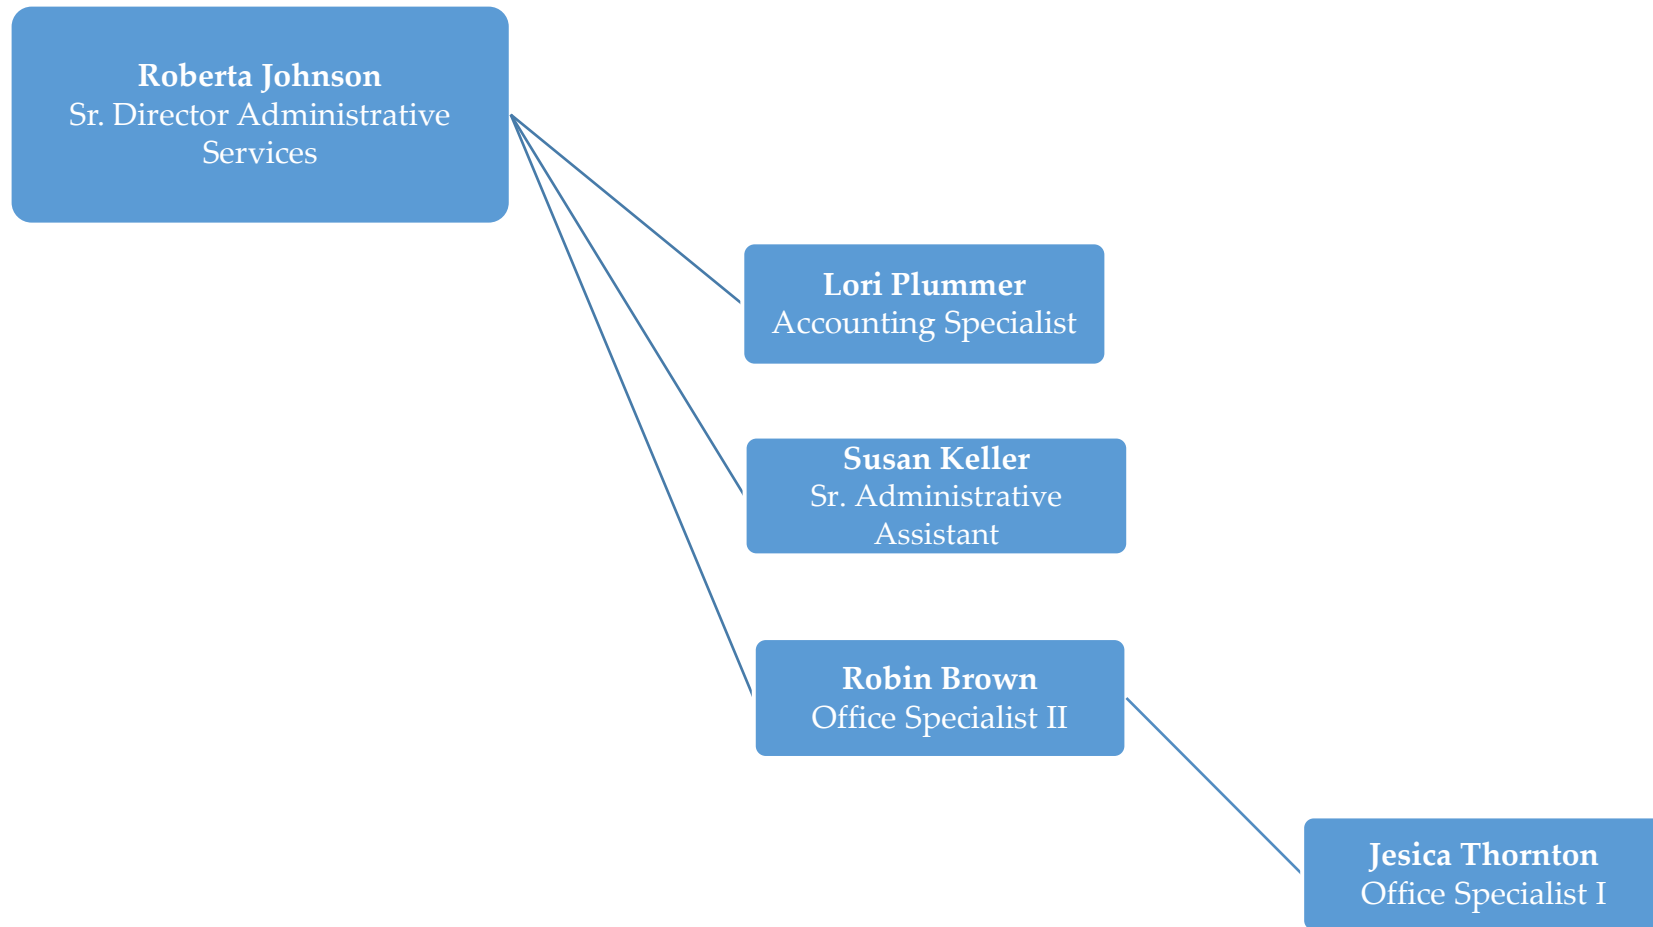 Roberta Johnson
Sr. Director Administrative
Services
Lori Plummer
Accounting Specialist
Susan Keller
Sr. Administrative
Assistant
Robin Brown
Office Specialist II
Jesica Thornton
Office Specialist I